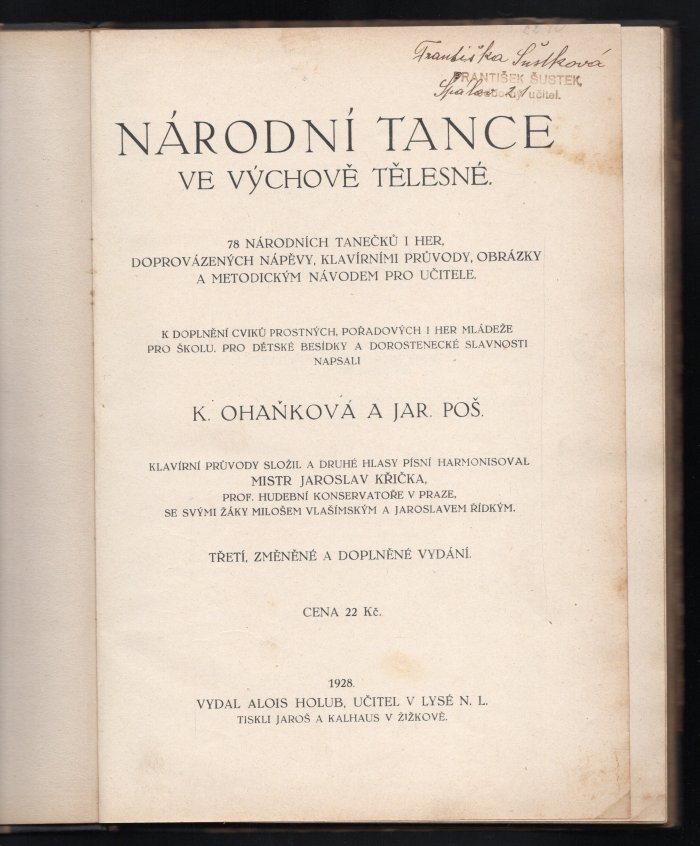 Františka Šustková
FRANTIŠEK ŠUSTEK,
učitel.
NÁRODNÍ TANCE
VE VÝCHOVĚ TĚLESNÉ.
78 NÁRODNÍCH TANEČKŮ I HER,
DOPROVÁZENÝCH NÁPĚVY, KLAVÍRNÍMI PRŮVODY, OBRÁZKY
A METODICKÝM NÁVODEM PRO UČITELE.
K DOPLNĚNÍ CVIKŮ PROSTNÝCH, POŘADOVÝCH I HER MLÁDEŽE
PRO ŠKOLU, PRO DĚTSKÉ BESÍDKY A DOROSTENECKÉ SLAVNOSTI
NAPSALI
K. OHAŇKOVÁ A JAR. POŠ.
KLAVÍRNÍ PRŮVODY SLOŽIL A DRUHÉ HLASY PÍSNÍ HARMONISOVAL
MISTR JAROSLAV KŘIČKA,
PROF. HUDEBNÍ KONSERVATOŘE V PRAZE,
SE SVÝMI ŽÁKY MILOŠEM VLAŠÍMSKÝM A JAROSLAVEM ŘÍDKÝM.
TŘETÍ, ZMĚNĚNÉ A DOPLNĚNÉ VYDÁNÍ.
CENA 22 Kč.
1928.
VYDAL ALOIS HOLUB, UČITEL V LYSÉ N. L.
TISKLI JAROŠ A KALHAUS V ŽIŽKOVĚ.